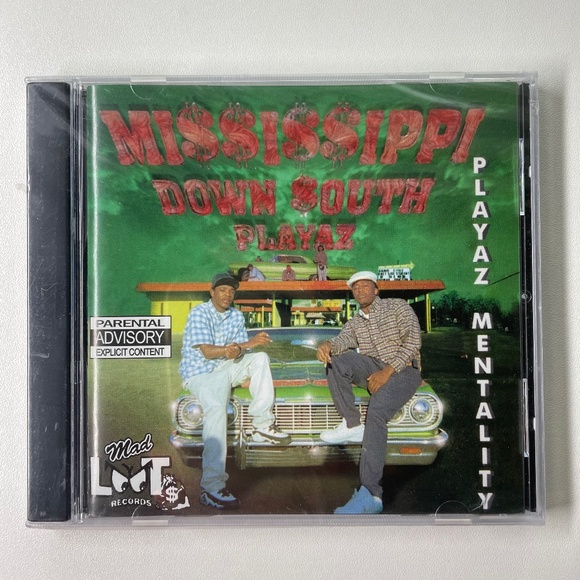 MI$$I$$IPPI
DOWN $OUTH
PLAYAZ
PLAYAZ MENTALITY
PARENTAL
ADVISORY
EXPLICIT CONTENT
Mad
LOOT
RECORDS